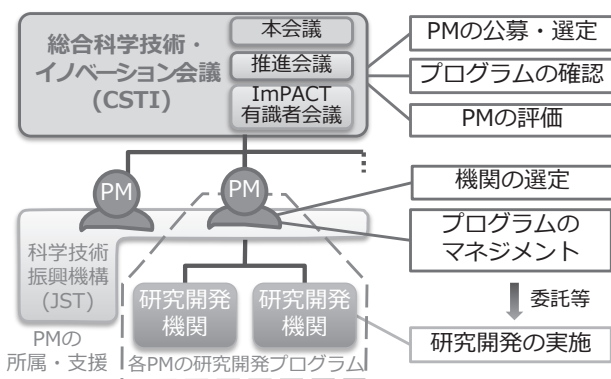 総合科学技術・
イノベーション会議
(CSTI)
本会議
推進会議
ImPACT
有識者会議
PMの公募・選定
プログラムの確認
PMの評価
PM
PM
機関の選定
プログラムの
マネジメント
科学技術
振興機構
(JST)
委託等
研究開発
機関
研究開発
機関
研究開発の実施
PMの
所属・支援
各PMの研究開発プログラム